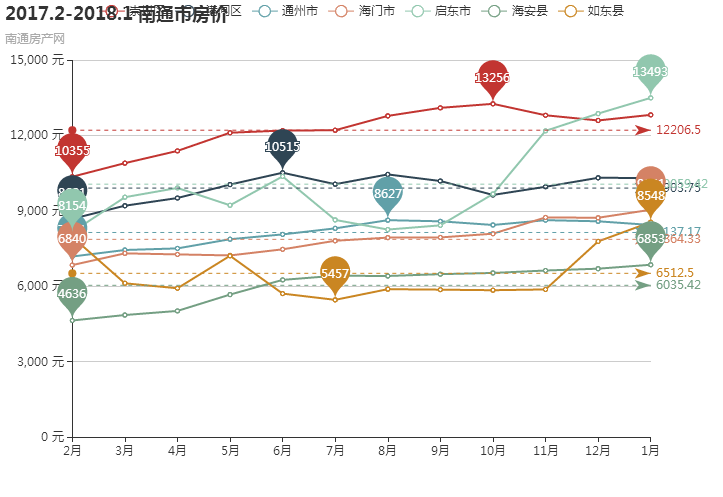 2017.2-2018.1 南通市房价
南通房产网
通州市 海门市 启东市 海安县 如东县
15,000 元
12,000 元
9,000 元
6,000 元
3,000 元
0 元
2月 3月 4月 5月 6月 7月 8月 9月 10月 11月 12月 1月
10355
8154
6840
4636
10515
5457
8627
13256
13493
8548
6853
12206.5
6512.5
6035.42